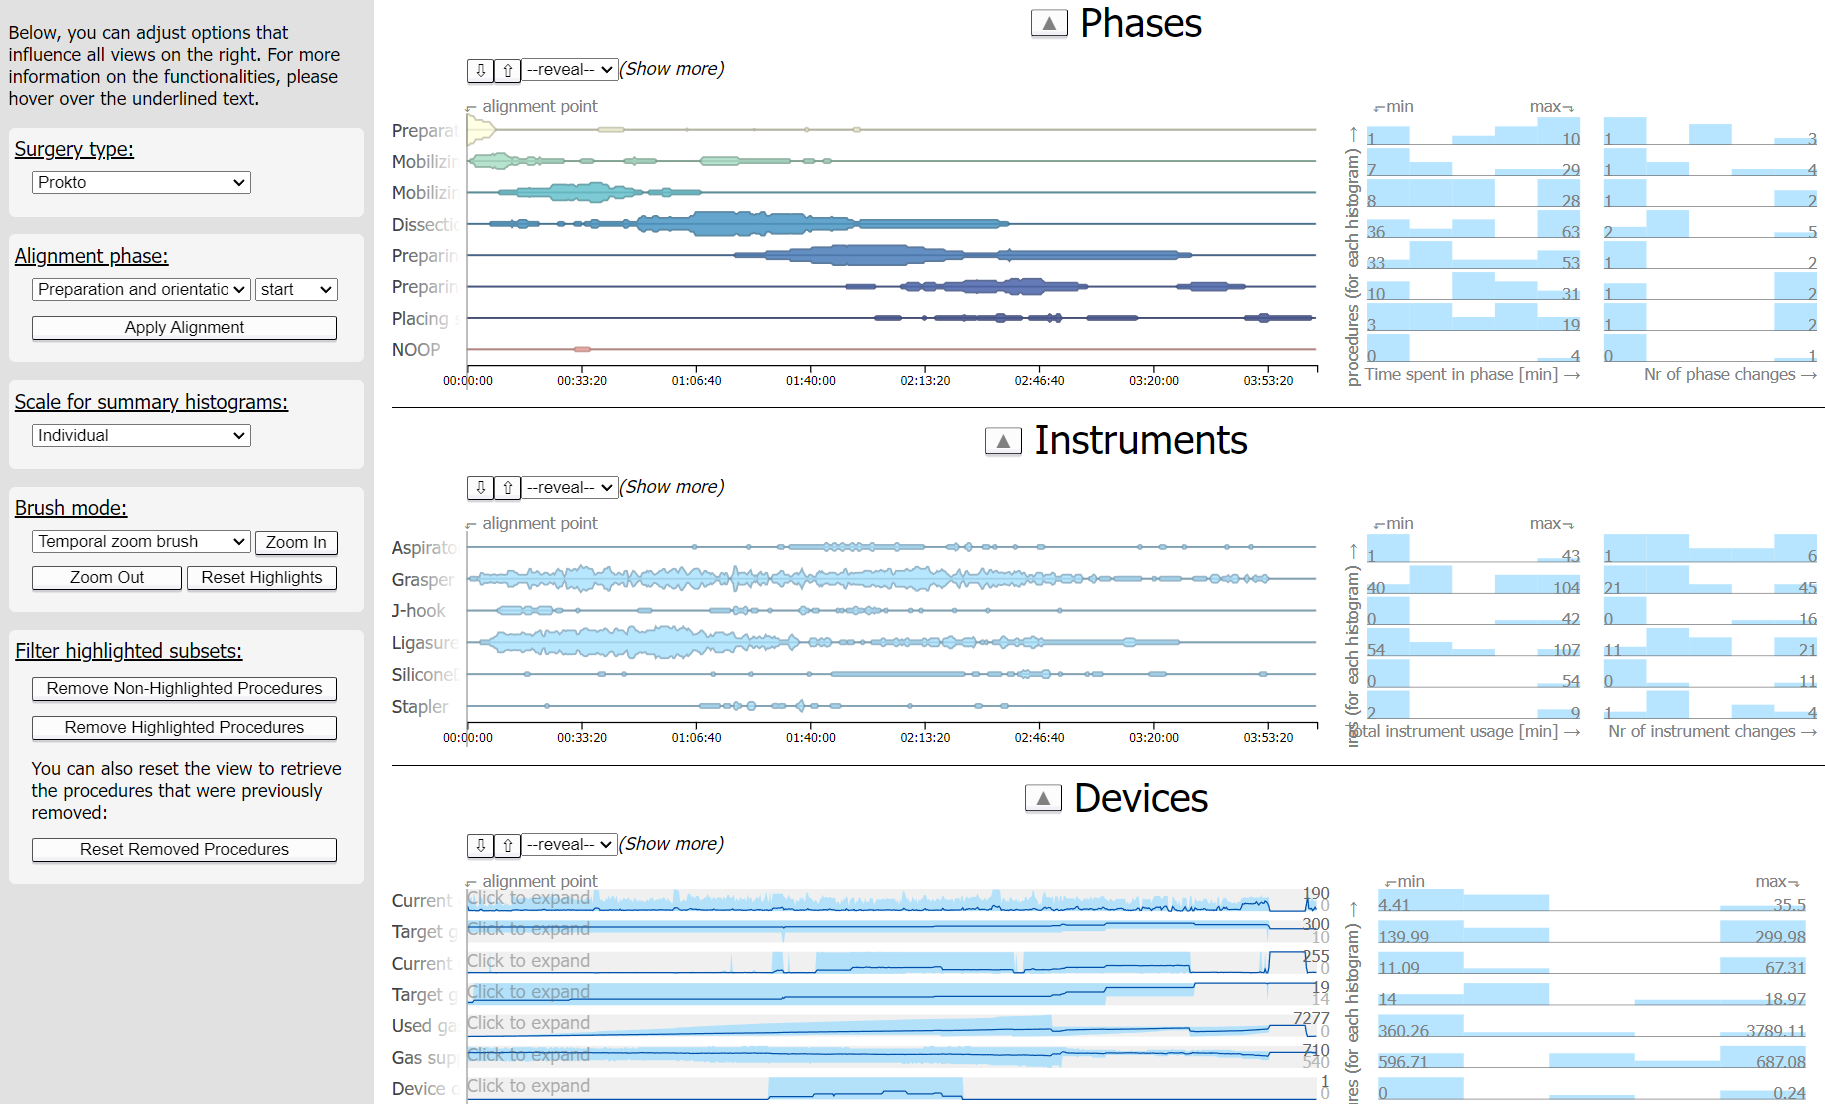 Below, you can adjust options that
influence all views on the right. For more
information on the functionalities, please
hover over the underlined text.
Surgery type:
Prokto
Alignment phase:
Preparation and orientatic start
Apply Alignment
Scale for summary histograms:
Individual
Brush mode:
Temporal zoom brush Zoom In
Zoom Out Reset Highlights
Filter highlighted subsets:
Remove Non-Highlighted Procedures
Remove Highlighted Procedures
You can also reset the view to retrieve
the procedures that were previously
removed:
Reset Removed Procedures
▲ Phases
⇩ ⇧ --reveal-- (Show more)
alignment point
Preparat
Mobilizin
Mobilizin
Dissectic
Preparin
Preparin
Placing s
NOOP
00:00:00 00:33:20 01:06:40 01:40:00 02:13:20 02:46:40 03:20:00 03:53:20
procedures (for each histogram) →
min max
1 10
7 29
8 28
36 63
33 53
10 31
3 19
0 4
Time spent in phase [min] →
1 3
1 4
1 2
2 5
1 2
1 2
1 2
0 1
Nr of phase changes →
▲ Instruments
⇩ ⇧ --reveal-- (Show more)
alignment point
Aspirato
Grasper
J-hook
Ligasure
Silicone
Stapler
00:00:00 00:33:20 01:06:40 01:40:00 02:13:20 02:46:40 03:20:00 03:53:20
ires (for each histogram) →
min max
1 43
40 104
0 42
54 107
0 54
2 9
total instrument usage [min] →
1 6
21 45
0 16
11 21
0 11
1 4
Nr of instrument changes →
▲ Devices
⇩ ⇧ --reveal-- (Show more)
alignment point
Current Click to expand 190 0
Target g Click to expand 300 10
Current Click to expand 255 0
Target g Click to expand 19 14
Used ga Click to expand 7277 0
Gas sup Click to expand 710 540
Device Click to expand 1 0
ures (for each histogram) →
min max
4.41 35.5
139.99 299.98
11.09 67.31
14 18.97
360.26 3789.11
596.71 687.08
0 0.24